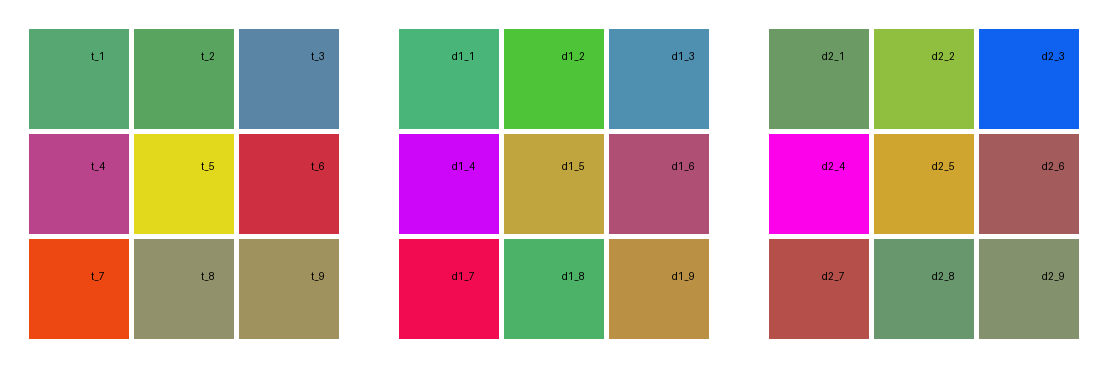 t_1 t_2 t_3 d1_1 d1_2 d1_3 d2_1 d2_2 d2_3
t_4 t_5 t_6 d1_4 d1_5 d1_6 d2_4 d2_5 d2_6
t_7 t_8 t_9 d1_7 d1_8 d1_9 d2_7 d2_8 d2_9